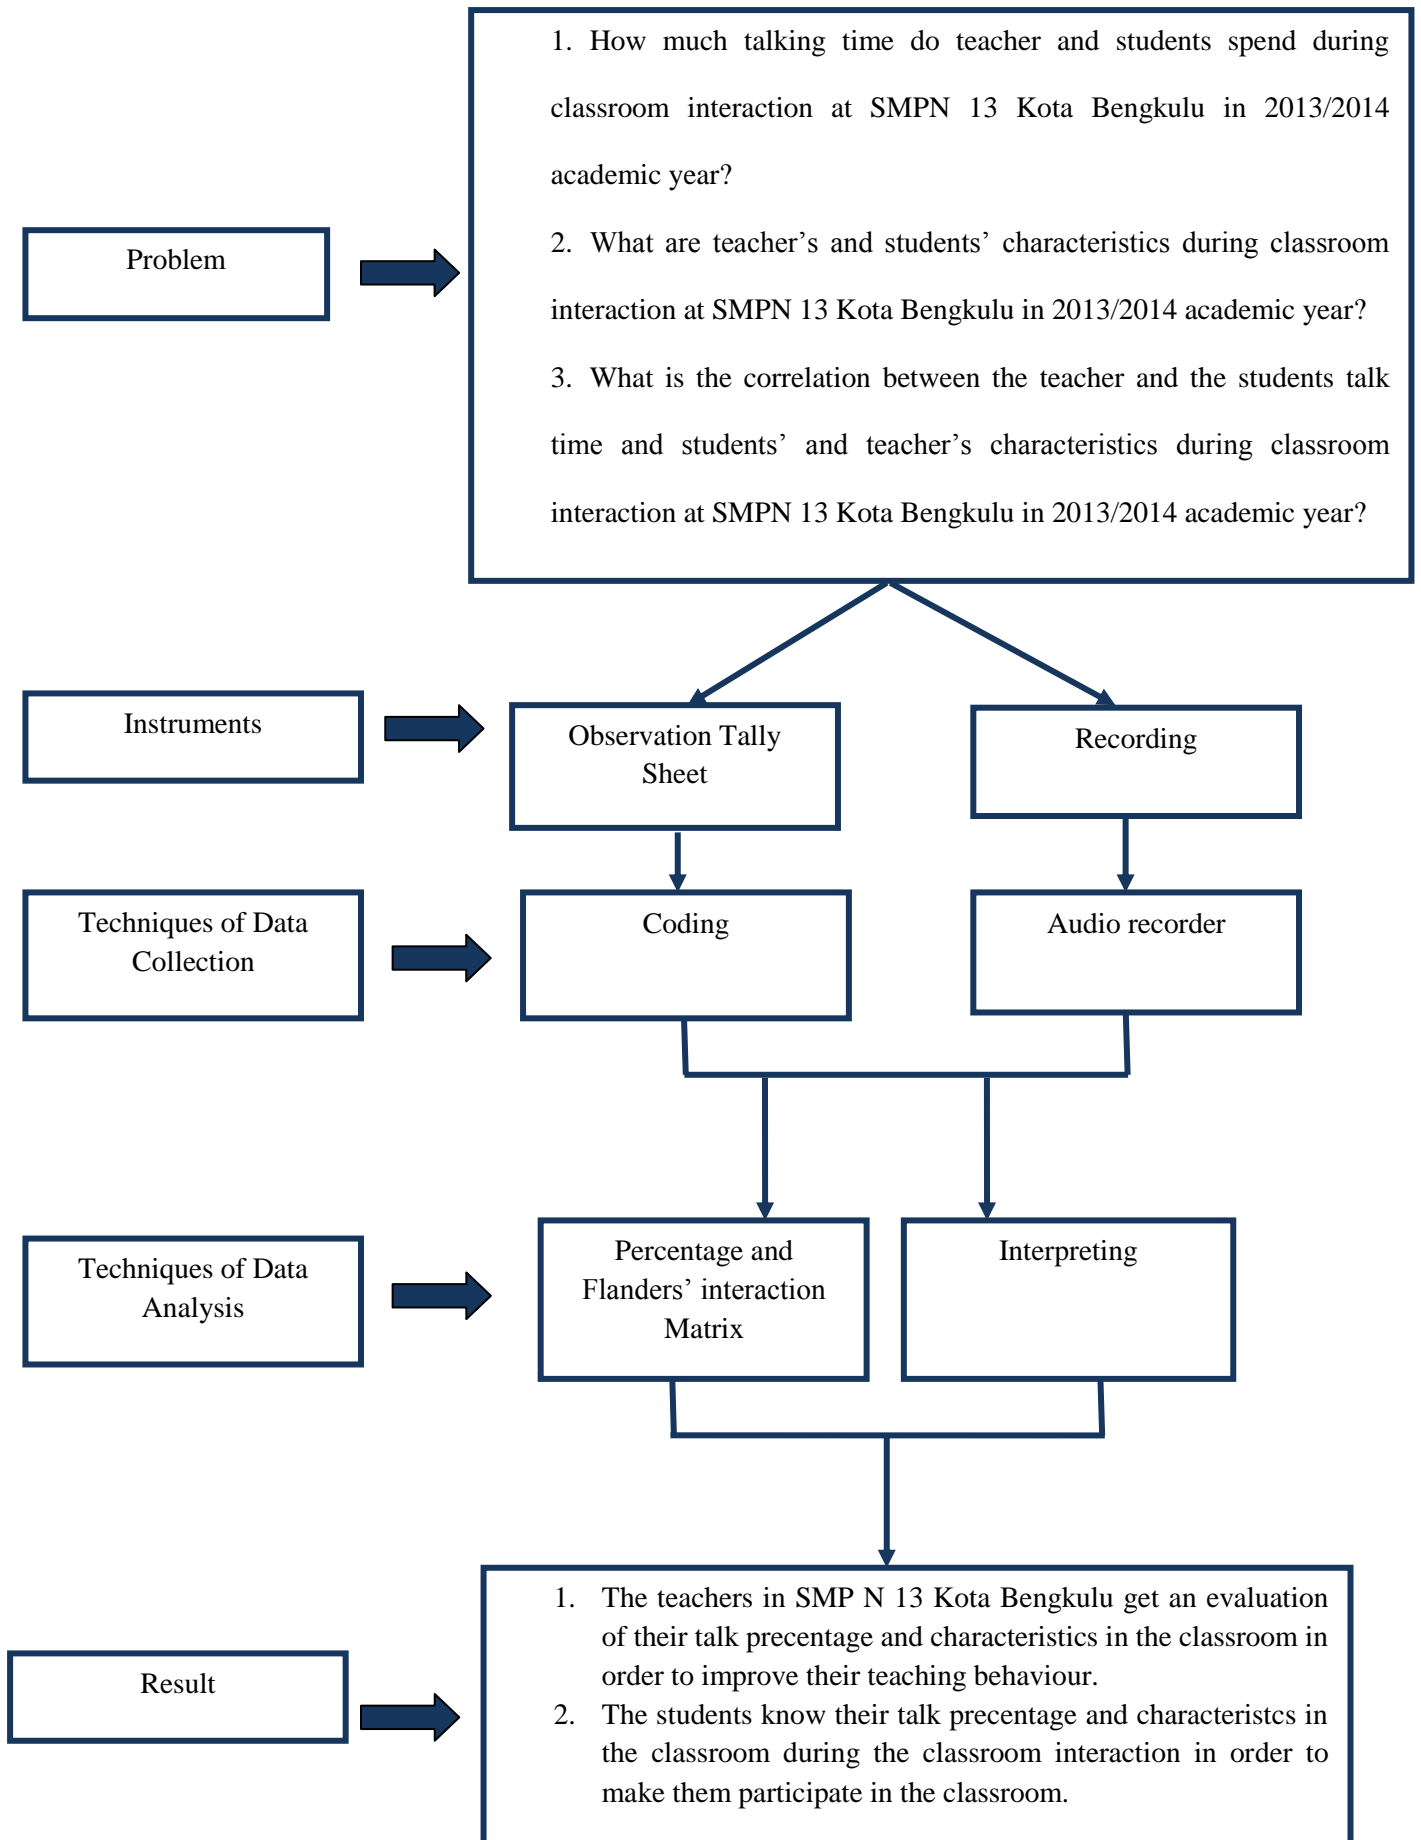 1. How much talking time do teacher and students spend during
classroom interaction at SMPN 13 Kota Bengkulu in 2013/2014
academic year?
Problem
2. What are teacher’s and students’ characteristics during classroom
interaction at SMPN 13 Kota Bengkulu in 2013/2014 academic year?
3. What is the correlation between the teacher and the students talk
time and students’ and teacher’s characteristics during classroom
interaction at SMPN 13 Kota Bengkulu in 2013/2014 academic year?
Instruments
Observation Tally
Sheet
Recording
Techniques of Data
Collection
Coding
Audio recorder
Techniques of Data
Analysis
Percentage and
Flanders’ interaction
Matrix
Interpreting
Result
1. The teachers in SMP N 13 Kota Bengkulu get an evaluation
of their talk precentage and characteristics in the classroom in
order to improve their teaching behaviour.
2. The students know their talk precentage and characteristcs in
the classroom during the classroom interaction in order to
make them participate in the classroom.